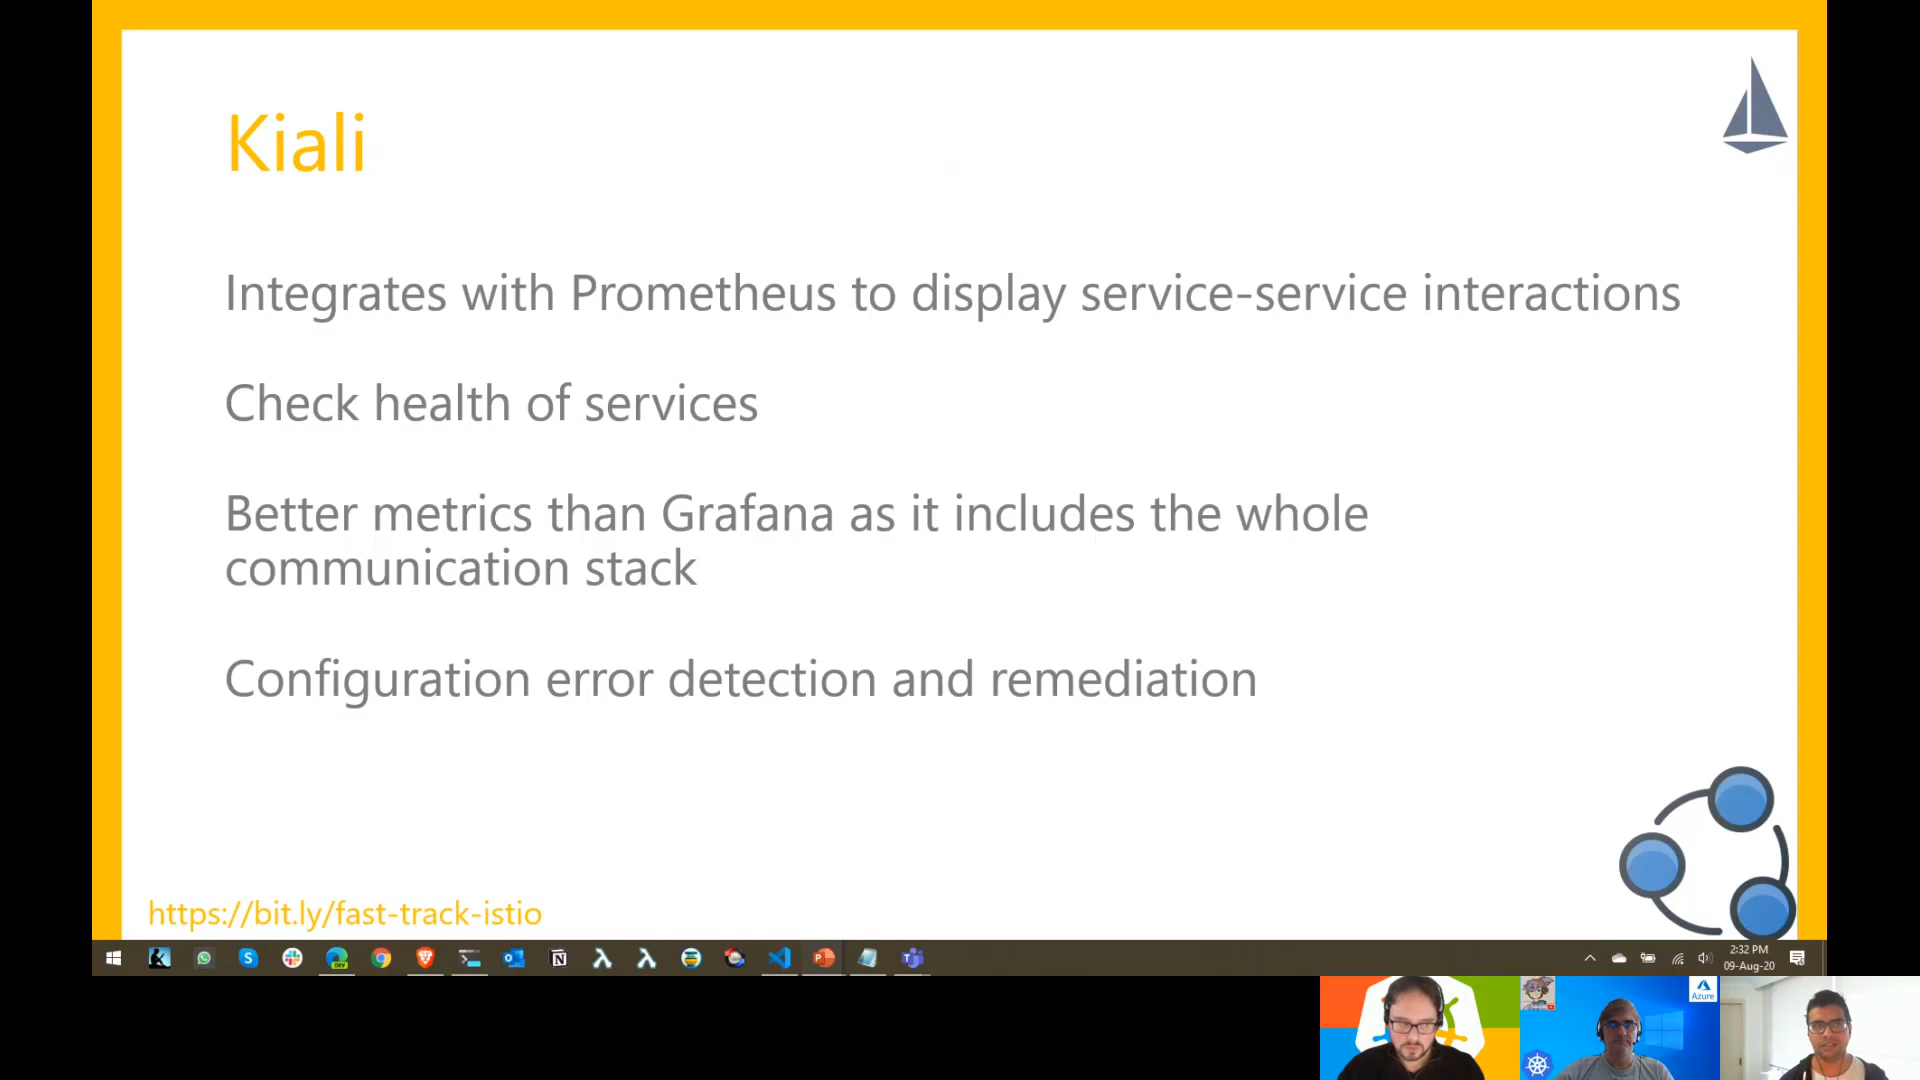 Kiali
Integrates with Prometheus to display service-service interactions
Check health of services
Better metrics than Grafana as it includes the whole
communication stack
Configuration error detection and remediation
https://bit.ly/fast-track-istio
2:32 PM
09-Aug-20
Azure